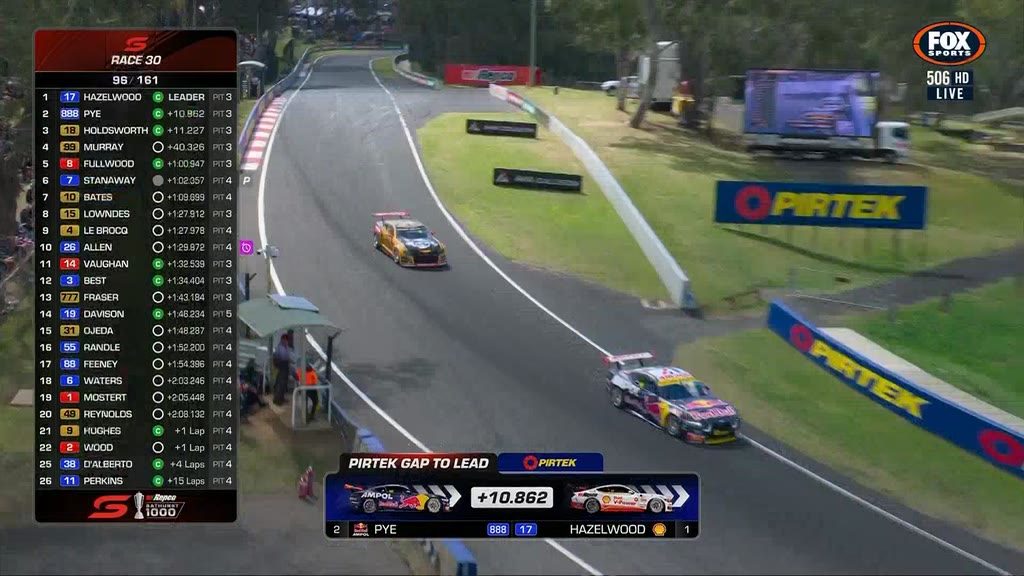 RACE 30
96 / 161
1 17 HAZELWOOD C LEADER PIT 3
2 888 PYE C +10.862 PIT 3
3 18 HOLDSWORTH C +11.227 PIT 3
4 99 MURRAY +40.326 PIT 3
5 8 FULLWOOD C +1:00.947 PIT 3
6 7 STANAWAY +1:02.357 PIT 4 P
7 10 BATES +1:09.699 PIT 4
8 15 LOWNDES +1:27.912 PIT 3
9 4 LE BROCQ +1:27.978 PIT 4
10 26 ALLEN +1:29.872 PIT 4
11 14 VAUGHAN C +1:32.539 PIT 3
12 3 BEST C +1:34.404 PIT 3
13 777 FRASER +1:43.184 PIT 3
14 19 DAVISON C +1:46.234 PIT 5
15 31 OJEDA +1:48.287 PIT 4
16 55 RANDLE +1:52.200 PIT 4
17 88 FEENEY +1:54.396 PIT 4
18 6 WATERS +2:03.246 PIT 4
19 1 MOSTERT +2:05.448 PIT 4
20 49 REYNOLDS +2:08.132 PIT 4
21 9 HUGHES C +1 Lap PIT 4
22 2 WOOD +1 Lap PIT 4
25 38 D'ALBERTO C +4 Laps PIT 4
26 11 PERKINS C +15 Laps PIT 4
Repco
BATHURST
1000
FOX
SPORTS
506 HD
LIVE
Repco
PIRTEK
PIRTEK
PIRTEK GAP TO LEAD PIRTEK
AMPOL
Red Bull
+10.862
2 Red Bull AMPOL PYE 888 17 HAZELWOOD 1